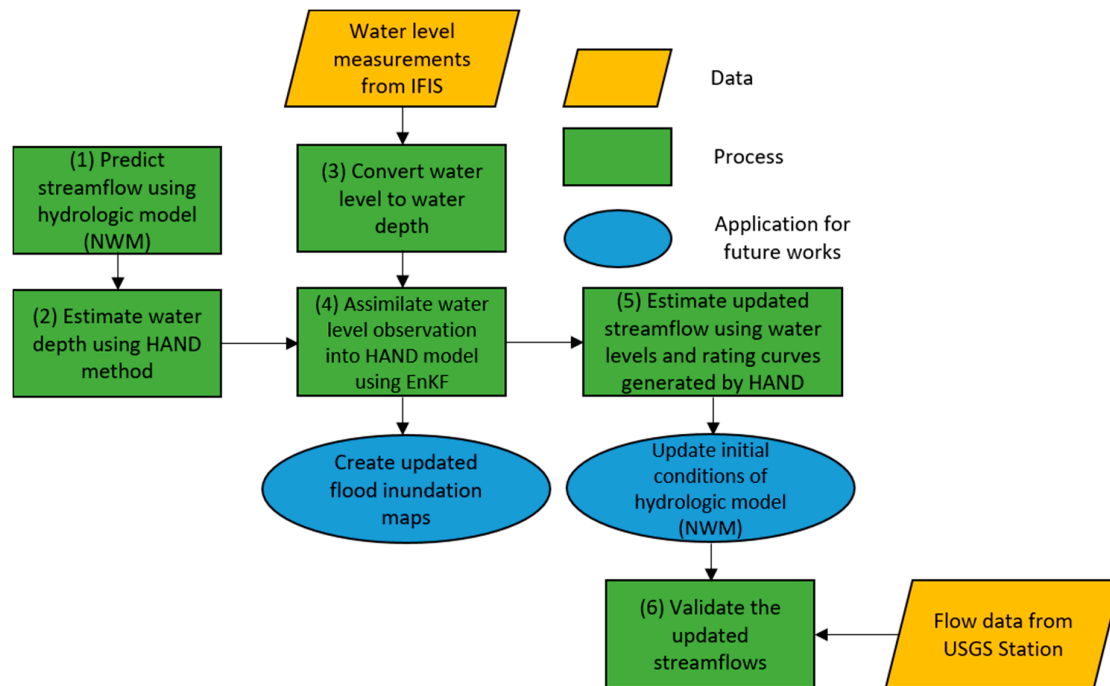 Water level
measurements
from IFIS
Data
Process
Application for
future works
(1) Predict
streamflow using
hydrologic model
(NWM)
(3) Convert water
level to water
depth
(2) Estimate water
depth using HAND
method
(4) Assimilate water
level observation
into HAND model
using EnKF
(5) Estimate updated
streamflow using water
levels and rating curves
generated by HAND
Create updated
flood inundation
maps
Update initial
conditions of
hydrologic model
(NWM)
(6) Validate the
updated
streamflows
Flow data from
USGS Station